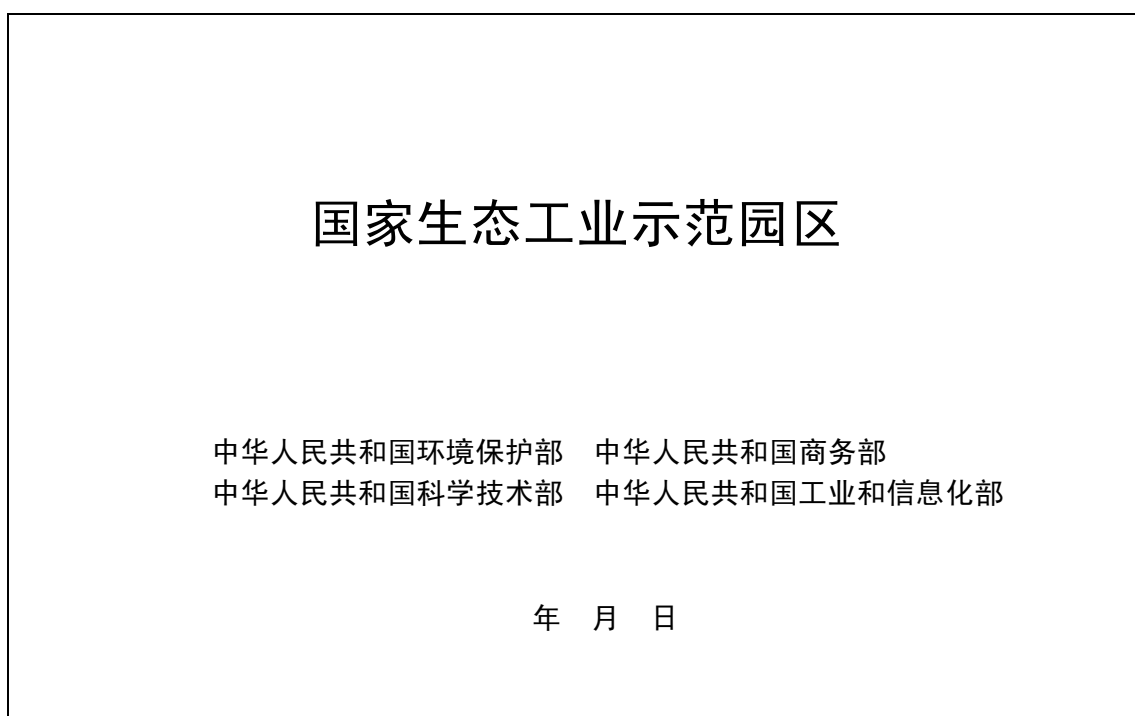 国家生态工业示范园区
中华人民共和国环境保护部　中华人民共和国商务部
中华人民共和国科学技术部　中华人民共和国工业和信息化部
年　月　日